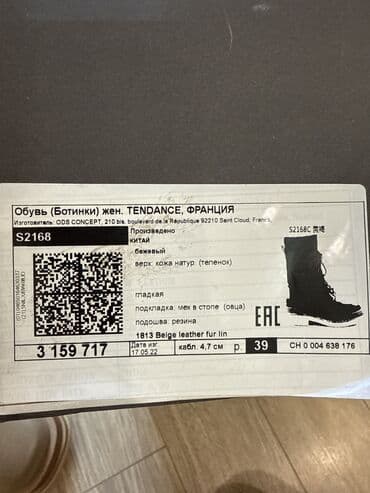 Обувь (Ботинки) жен. TENDANCE, ФРАНЦИЯ
Изготовитель: ODS CONCEPT, 210 bis, boulevard de la République 92210 Saint Cloud, France
S2168
Произведено
КИТАЙ
бежевый
верх: кожа натур. (теленок)
гладкая
подкладка: мех в стопе (овца)
подошва: резина
1813 Beige leather fur lin
S2168C
EAC
3 159 717
Дата изг.
17.05.22
кабл. 4,7 см
р.
39
CH 0 004 638 176